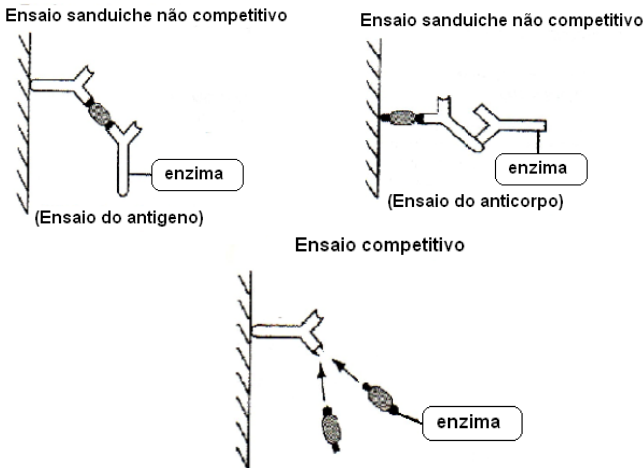 Ensaio sanduiche não competitivo
enzima
(Ensaio do antigeno)
Ensaio sanduiche não competitivo
enzima
(Ensaio do anticorpo)
Ensaio competitivo
enzima